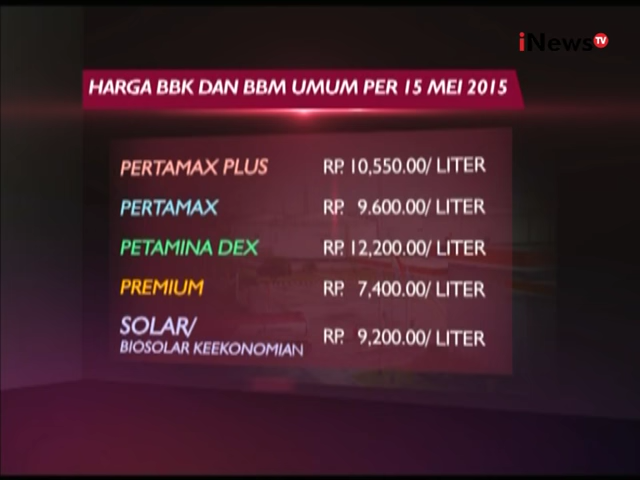 iNews TV
HARGA BBK DAN BBM UMUM PER 15 MEI 2015
PERTAMAX PLUS RP. 10,550.00/ LITER
PERTAMAX RP. 9.600.00/ LITER
PETAMINA DEX RP. 12,200.00/ LITER
PREMIUM RP. 7,400.00/ LITER
SOLAR/
BIOSOLAR KEEKONOMIAN RP. 9,200.00/ LITER